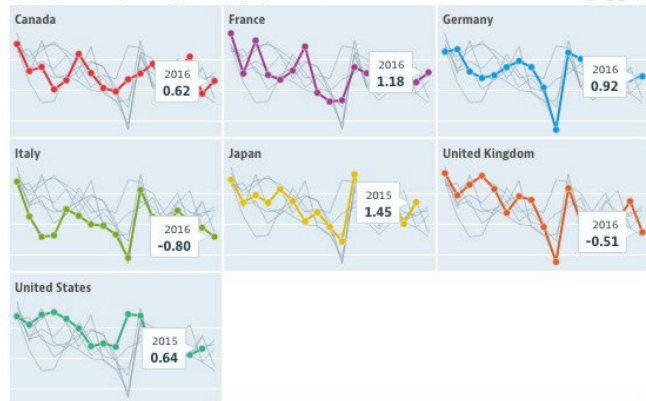 Canada
2016
0.62
France
2016
1.18
Germany
2016
0.92
Italy
2016
-0.80
Japan
2015
1.45
United Kingdom
2016
-0.51
United States
2015
0.64